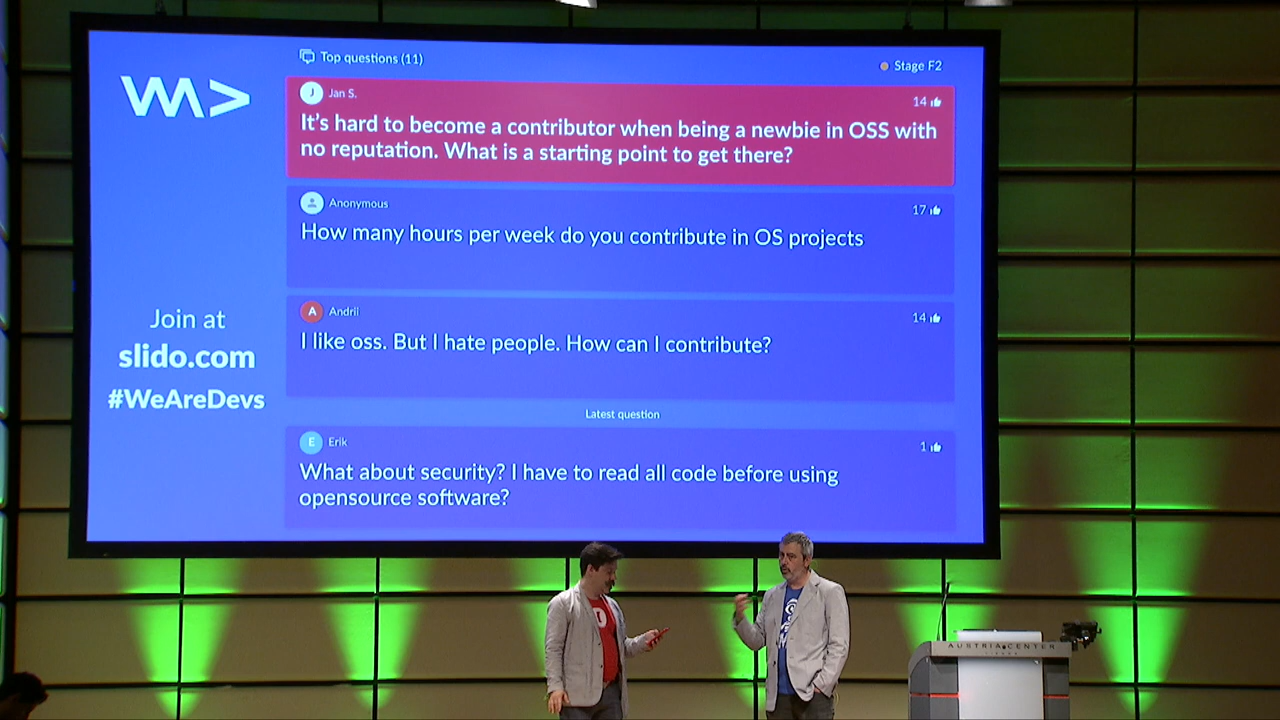 Top questions (11)
Stage F2
J
Jan S.
14
It's hard to become a contributor when being a newbie in OSS with
no reputation. What is a starting point to get there?
Anonymous
17
How many hours per week do you contribute in OS projects
A
Andrii
14
I like oss. But I hate people. How can I contribute?
Latest question
E
Erik
1
What about security? I have to read all code before using
opensource software?
Join at
slido.com
#WeAreDevs
AUSTRIA CENTER